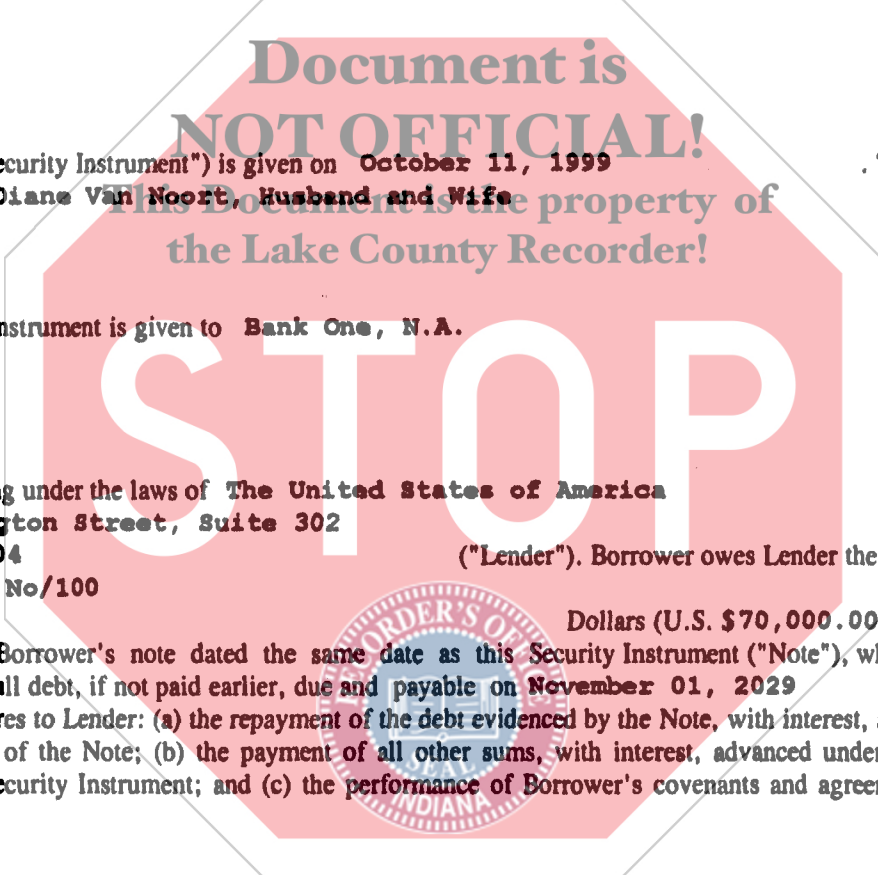 Document is
NOT OFFICIAL!
ecurity Instrument") is given on October 11, 1999
Diane Van Noort, Husband and Wife
This Document is the property of
the Lake County Recorder!
nstrument is given to Bank One, N.A.
STOP
g under the laws of The United States of America
gton Street, Suite 302
04
("Lender"). Borrower owes Lender the
No/100
Dollars (U.S. $70,000.00
Borrower's note dated the same date as this Security Instrument ("Note"), wh
ll debt, if not paid earlier, due and payable on November 01, 2029
res to Lender: (a) the repayment of the debt evidenced by the Note, with interest,
of the Note; (b) the payment of all other sums, with interest, advanced under
ecurity Instrument; and (c) the performance of Borrower's covenants and agreem
RECORDER'S OFFICE
SEAL
INDIANA